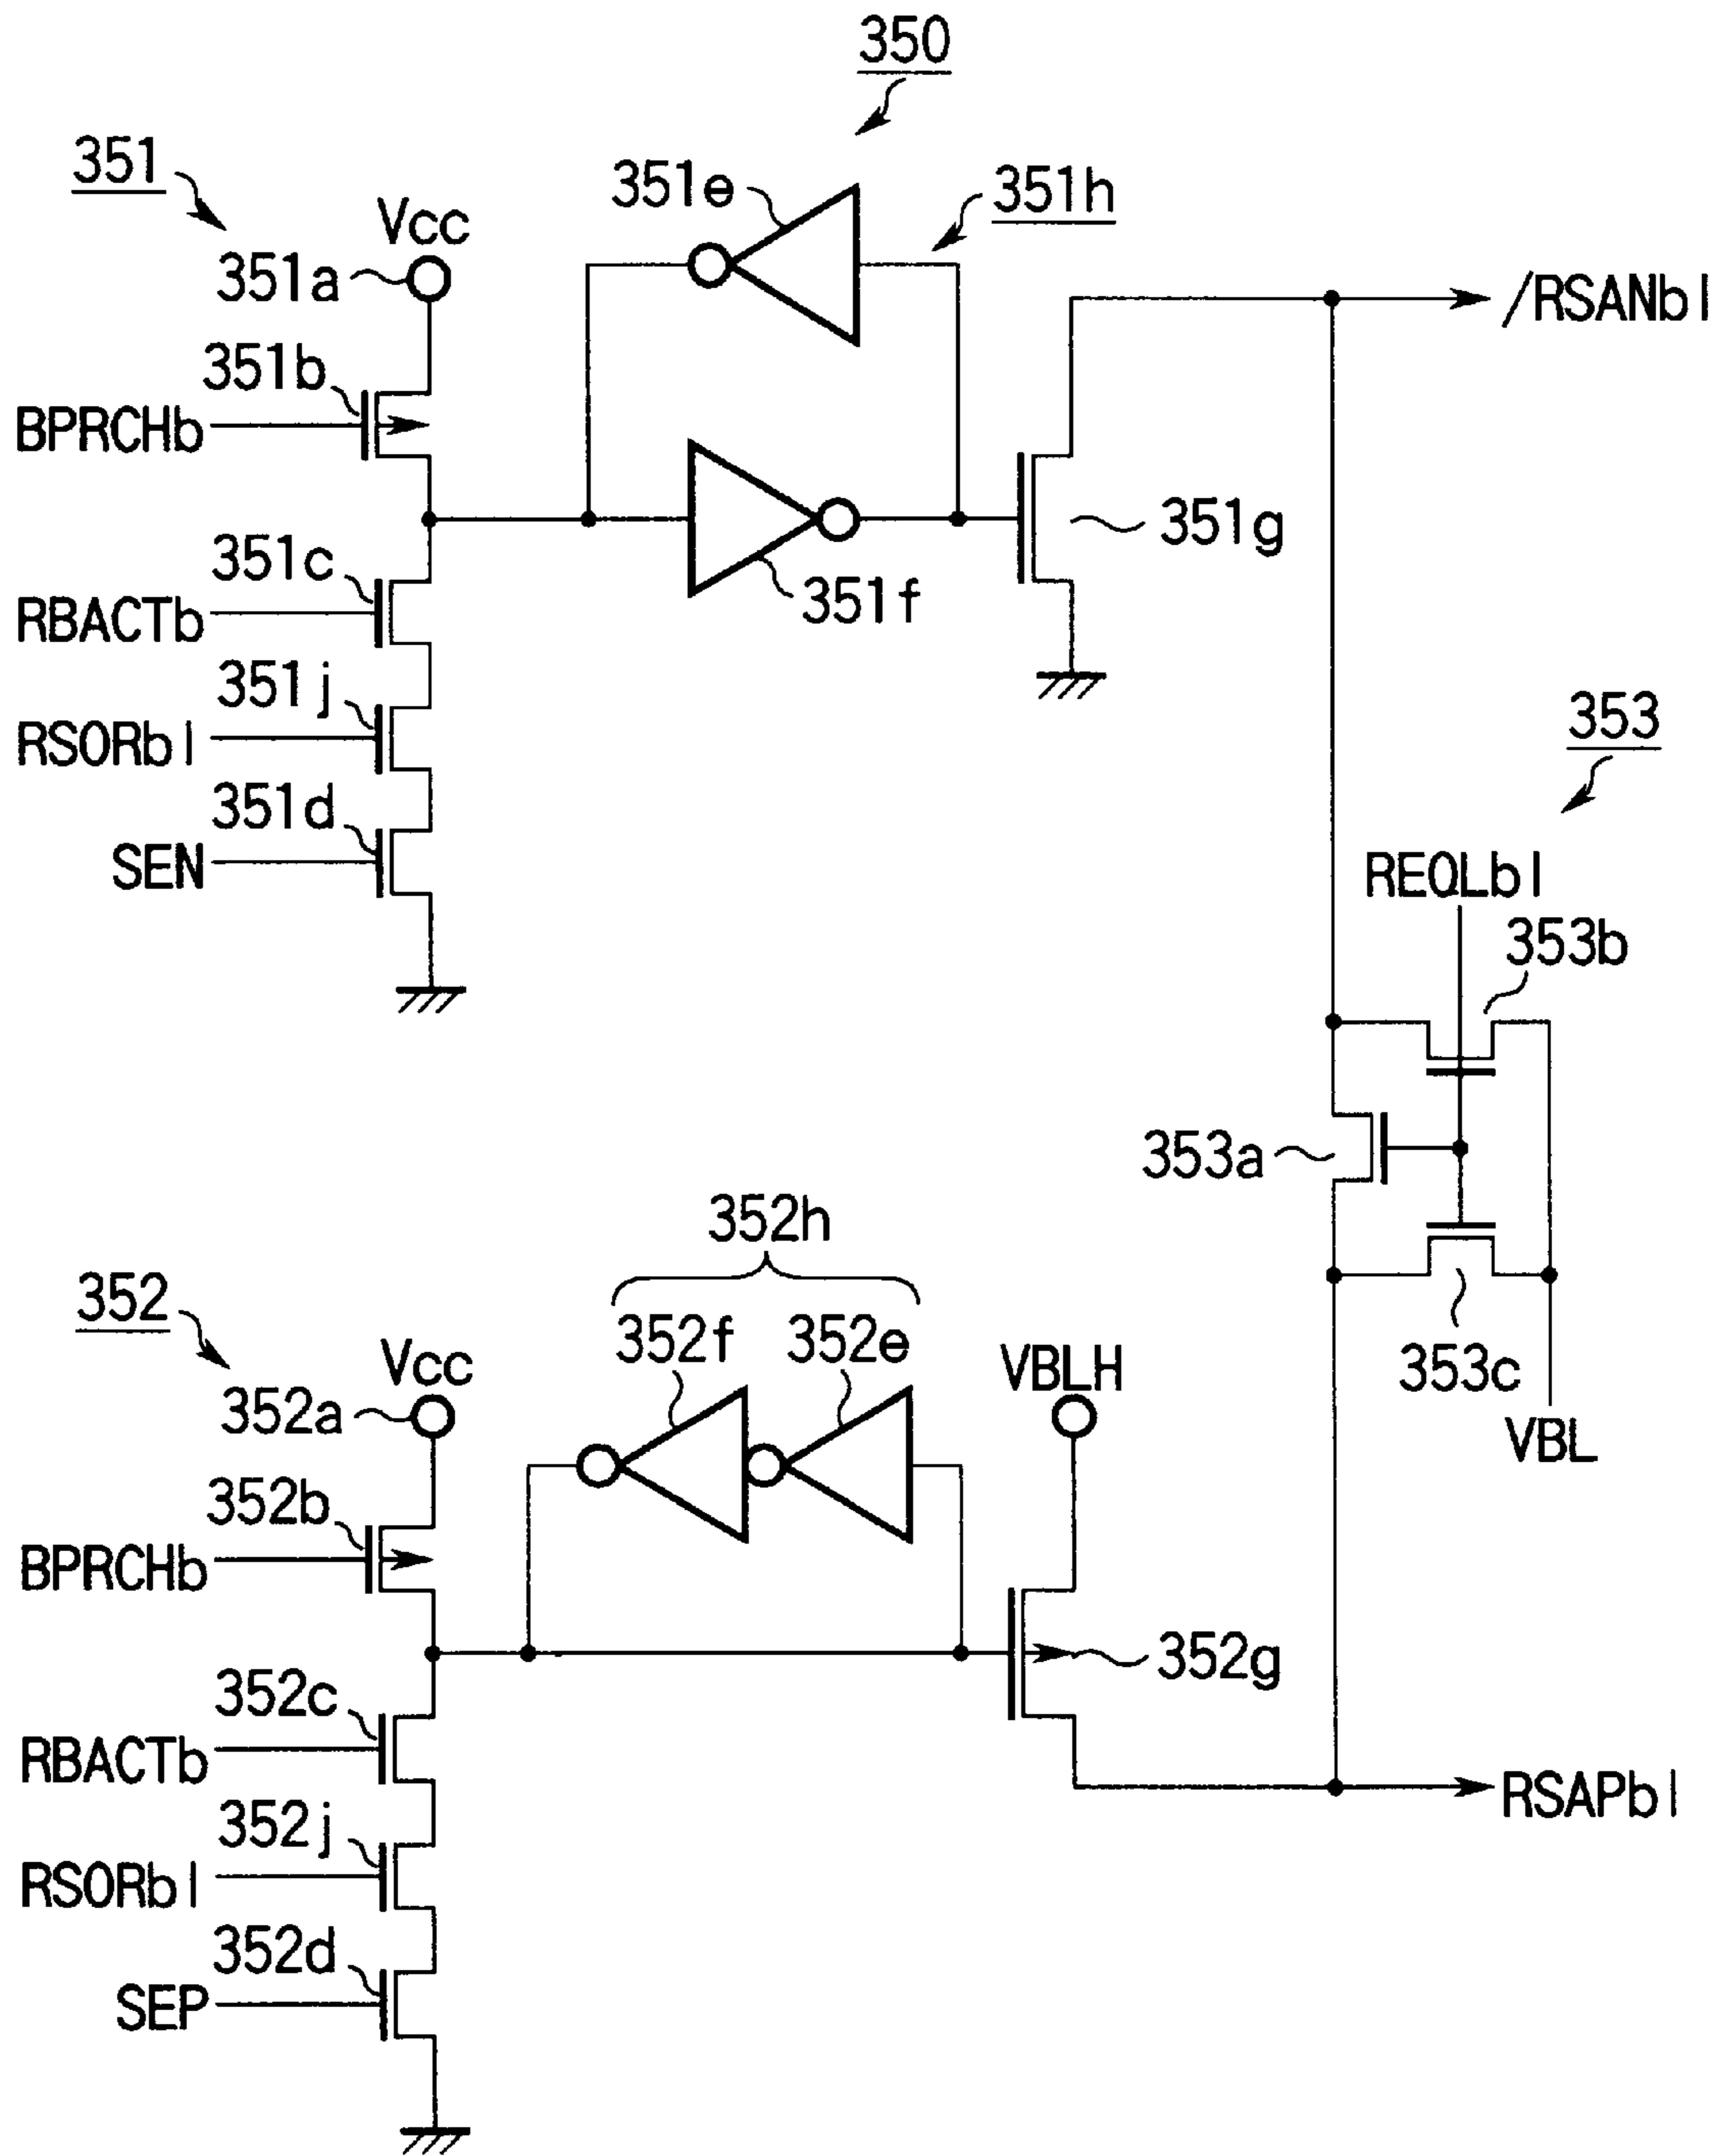 350
351
351e
351h
Vcc
351a
/RSANbl
351b
BPRCHb
351g
351c
351f
RBACTb
351j
RSORbl
353
351d
SEN
REQLbl
353b
353a
352h
352
352f
352e
Vcc
VBLH
353c
352a
VBL
352b
BPRCHb
352g
352c
RBACTb
RSAPbl
352j
RSORbl
352d
SEP